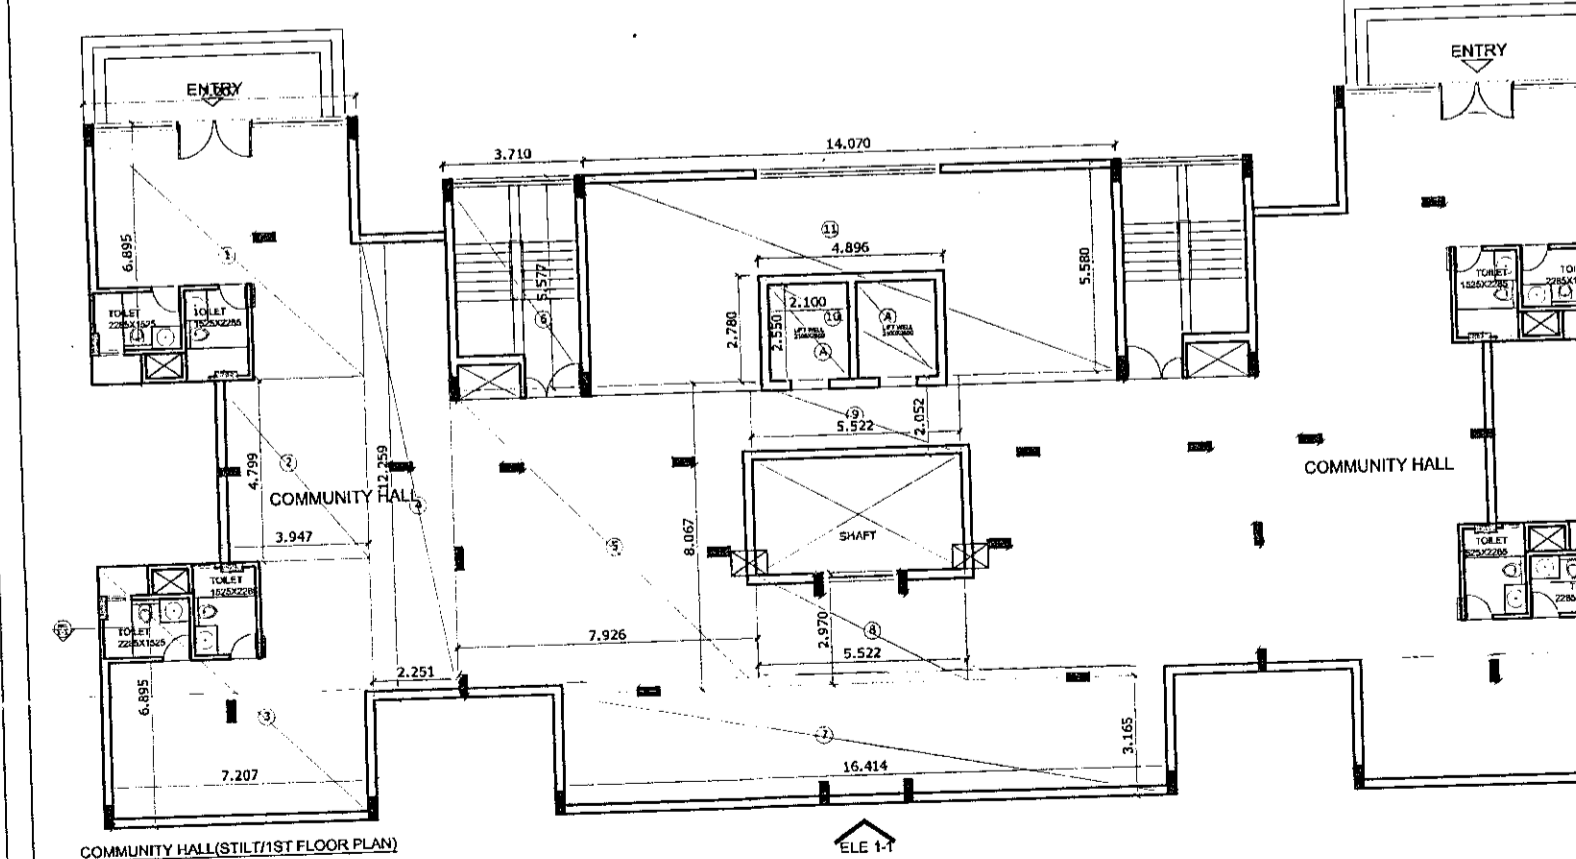 ENTRY
ENTRY
3.710
14.070
6.895
1
5.577
6
11
4.896
5.580
2.780
2.100
2.550
10
LIFT WELL
A
A
LIFT WELL
TOILET
2285X1525
TOILET
1525X2285
TOILET
1525X2285
9
5.522
2.052
2
4.799
12.259
4
COMMUNITY HALL
COMMUNITY HALL
3.947
5
8.067
SHAFT
TOILET
1525X2285
TOILET
2285X1525
TOILET
525X2285
7.926
2.970
8
5.522
2.251
6.895
3
7
3.165
7.207
16.414
ELE 1-1
COMMUNITY HALL(STILT/1ST FLOOR PLAN)